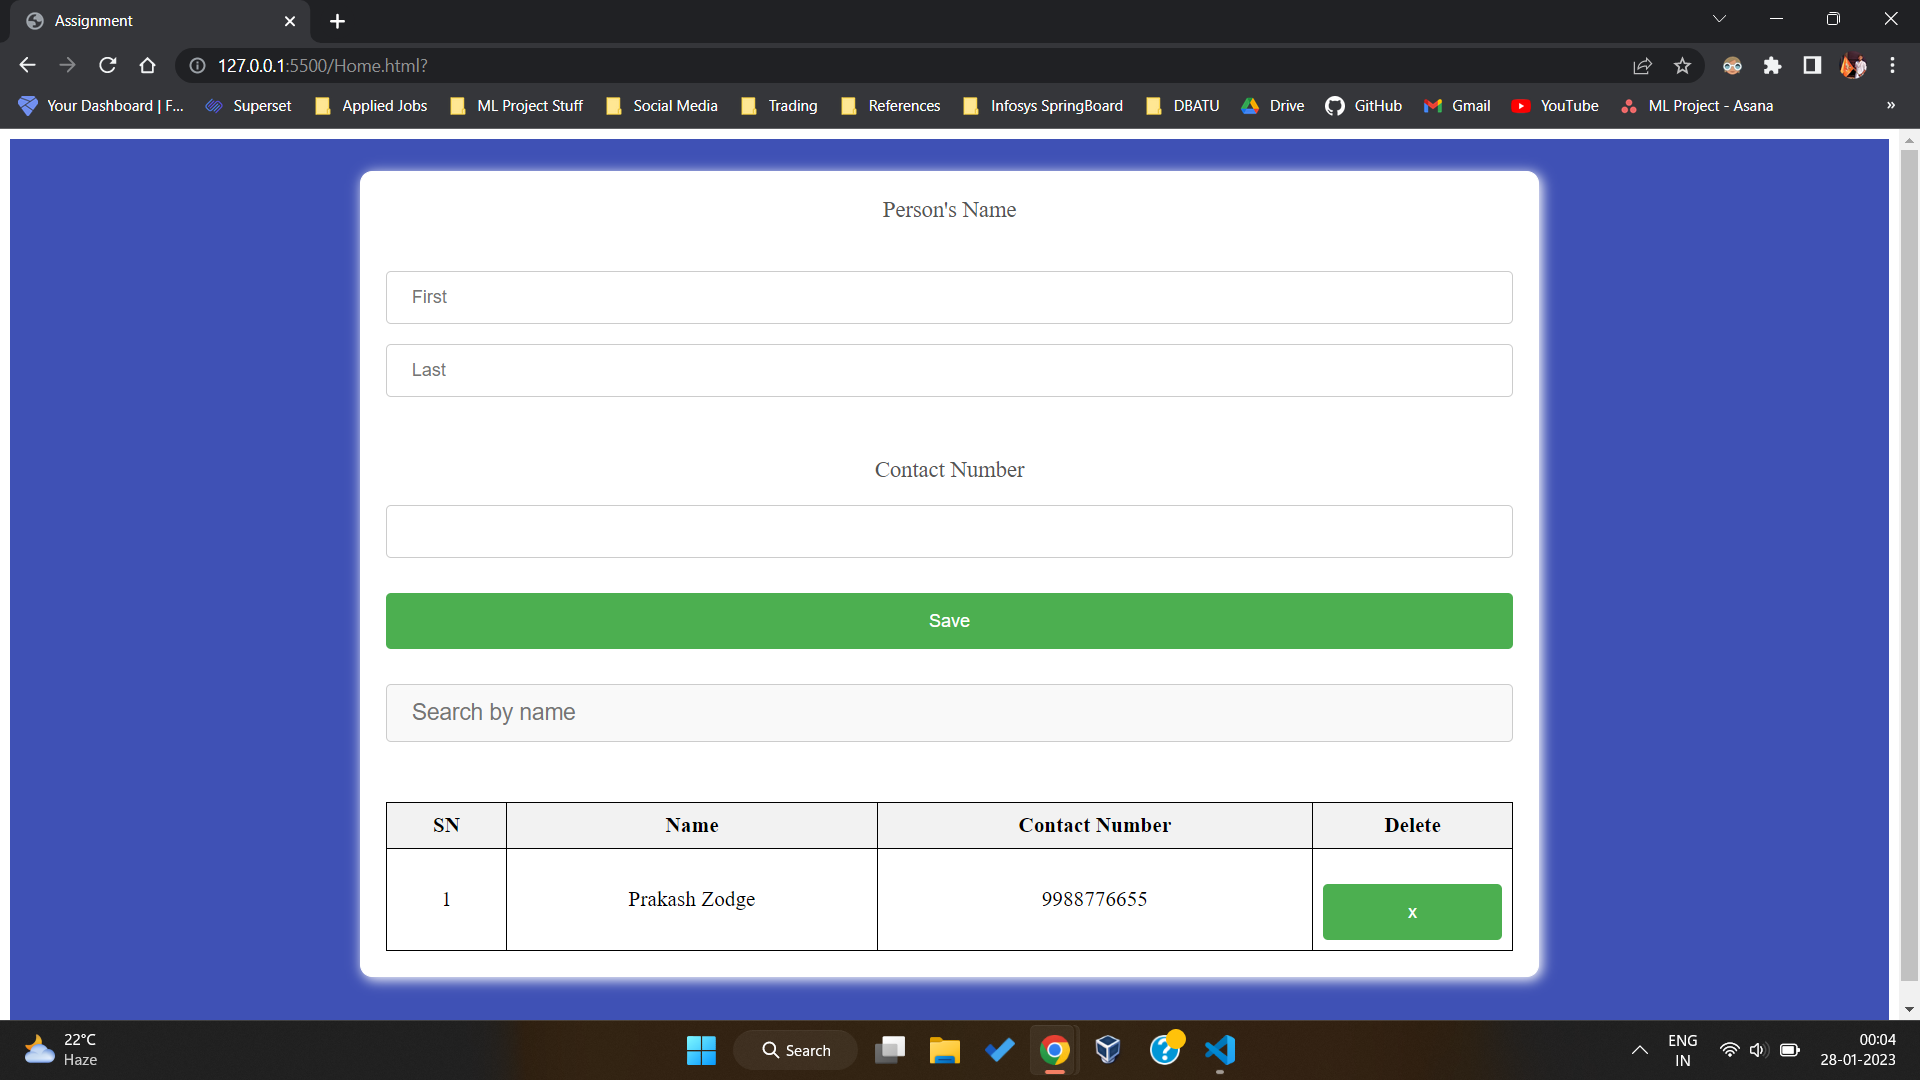 Assignment
127.0.0.1:5500/Home.html?
Your Dashboard | F... Superset Applied Jobs ML Project Stuff Social Media Trading References Infosys SpringBoard DBATU Drive GitHub Gmail YouTube ML Project - Asana »
Person's Name
First
Last
Contact Number
Save
Search by name
SN Name Contact Number Delete
1 Prakash Zodge 9988776655 x
22°C
Haze
Search
ENG
IN
00:04
28-01-2023